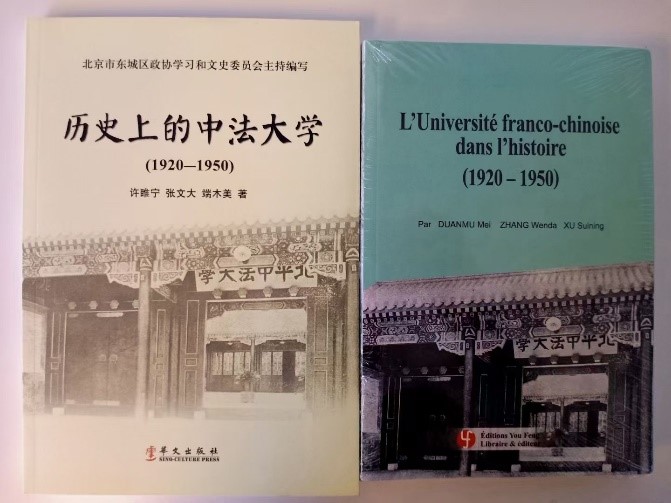 北京市东城区政协学习和文史委员会主持编写
历史上的中法大学
(1920—1950)
许睢宁 张文大 端木美 著
學大法中平北
華文出版社
SINO-CULTURE PRESS
L'Université franco-chinoise
dans l'histoire
(1920 – 1950)
Par DUANMU Mei ZHANG Wenda XU Suining
學大法中平北
Éditions You Feng
Libraire & éditeur